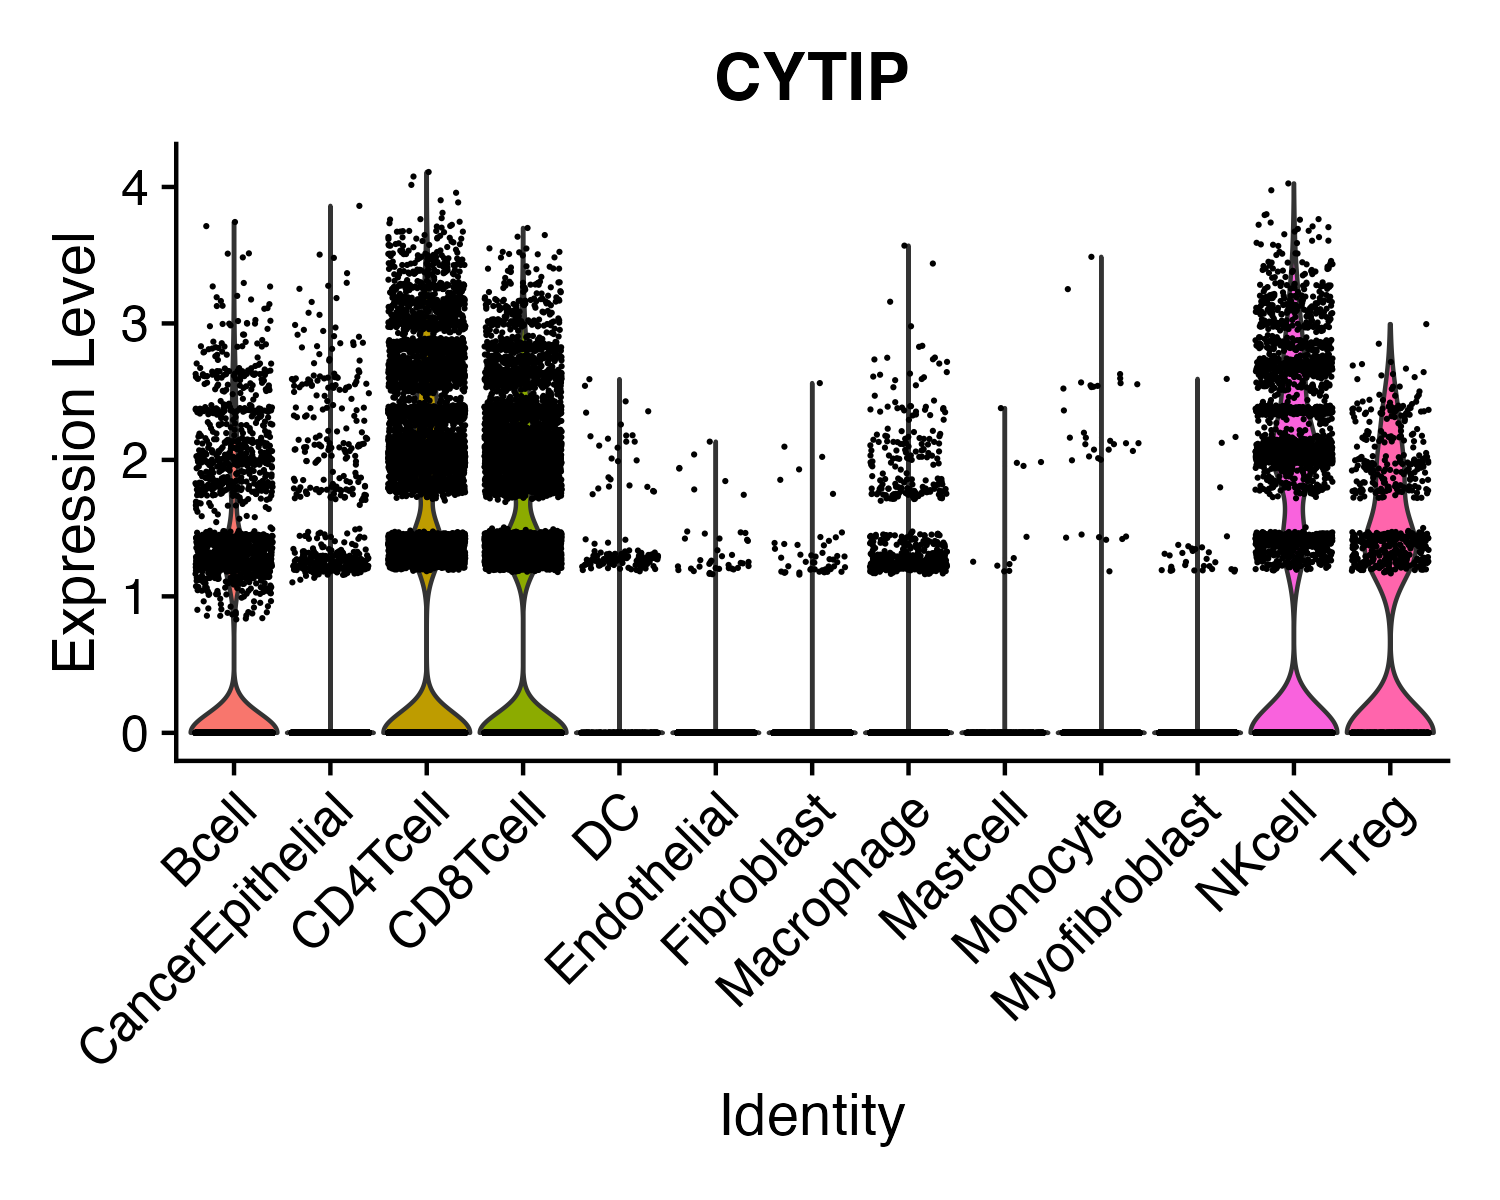 CYTIP
Expression Level
4
3
2
1
0
Bcell
CancerEpithelial
CD4Tcell
CD8Tcell
DC
Endothelial
Fibroblast
Macrophage
Mastcell
Monocyte
Myofibroblast
NKcell
Treg
Identity